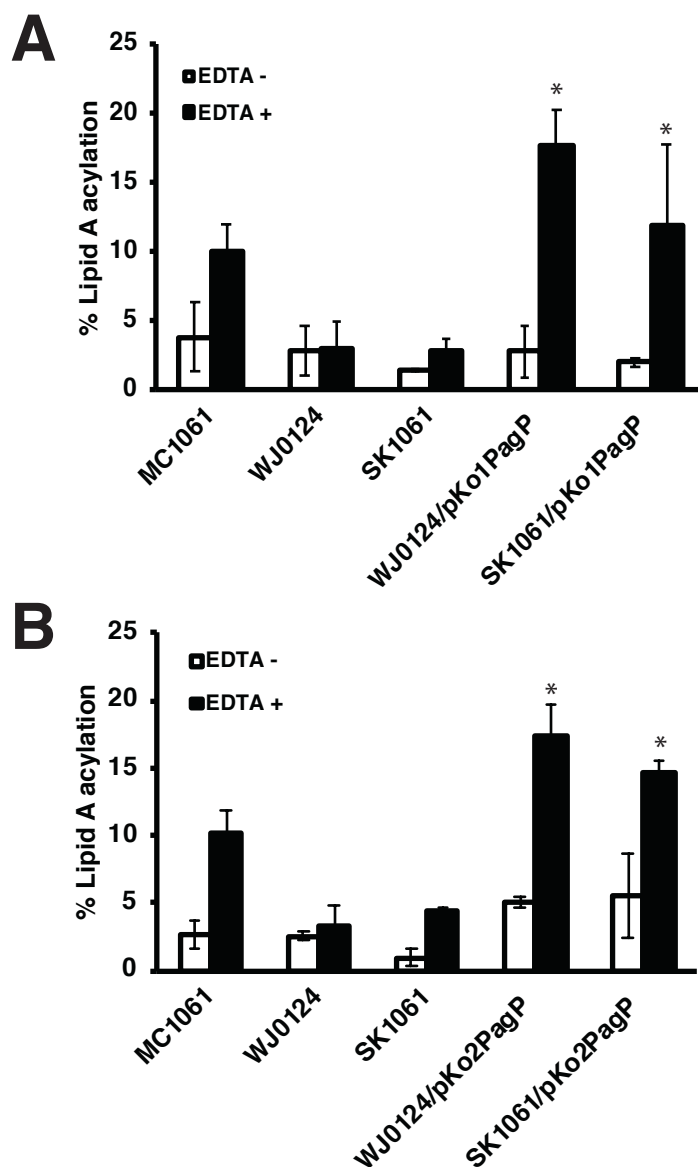 A
% Lipid A acylation
25
20
15
10
5
0
EDTA -
EDTA +
*
*
MC1061
WJ0124
SK1061
WJ0124/pKo1PagP
SK1061/pKo1PagP
B
% Lipid A acylation
25
20
15
10
5
0
EDTA -
EDTA +
*
*
MC1061
WJ0124
SK1061
WJ0124/pKo2PagP
SK1061/pKo2PagP